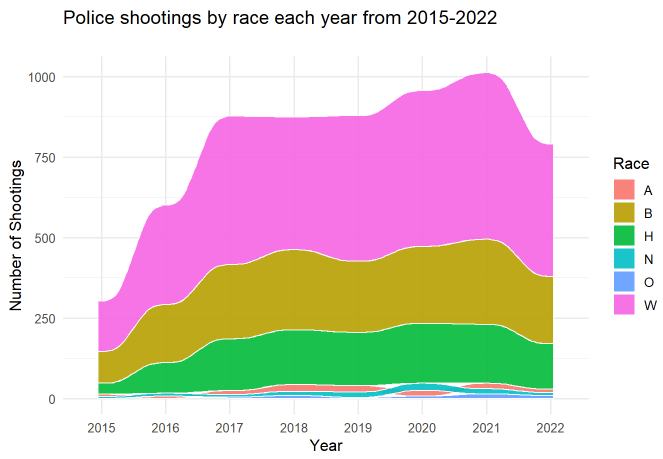 Police shootings by race each year from 2015-2022
Number of Shootings
1000
750
500
250
0
2015 2016 2017 2018 2019 2020 2021 2022
Year
Race
A
B
H
N
O
W